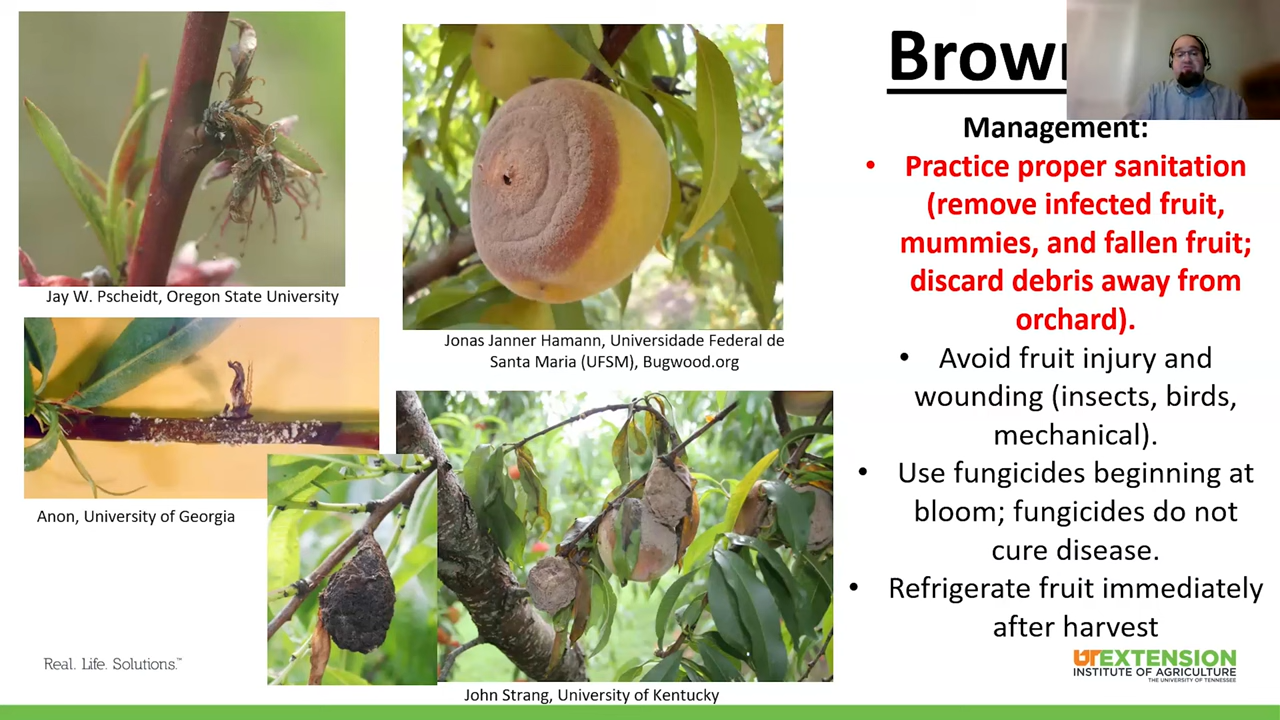 Brown
Management:
• Practice proper sanitation
(remove infected fruit,
mummies, and fallen fruit;
discard debris away from
orchard).
• Avoid fruit injury and
wounding (insects, birds,
mechanical).
• Use fungicides beginning at
bloom; fungicides do not
cure disease.
• Refrigerate fruit immediately
after harvest
Jay W. Pscheidt, Oregon State University
Jonas Janner Hamann, Universidade Federal de
Santa Maria (UFSM), Bugwood.org
Anon, University of Georgia
John Strang, University of Kentucky
Real. Life. Solutions.™
UTEXTENSION
INSTITUTE OF AGRICULTURE
THE UNIVERSITY OF TENNESSEE